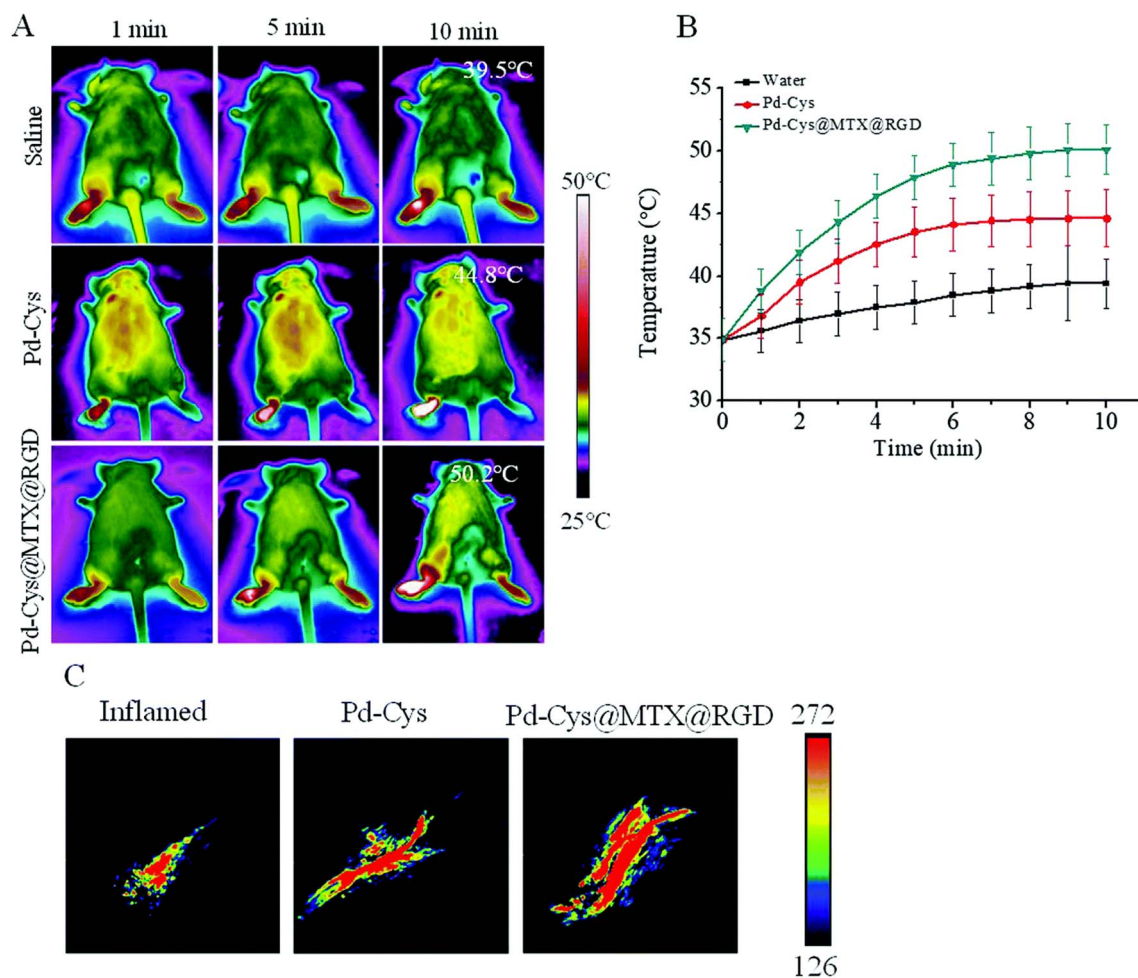 A
1 min 5 min 10 min
Saline
39.5°C
Pd-Cys
44.8°C
Pd-Cys@MTX@RGD
50.2°C
50°C
25°C
B
Water
Pd-Cys
Pd-Cys@MTX@RGD
Temperature (°C)
55
50
45
40
35
30
0 2 4 6 8 10
Time (min)
C
Inflamed Pd-Cys Pd-Cys@MTX@RGD
272
126